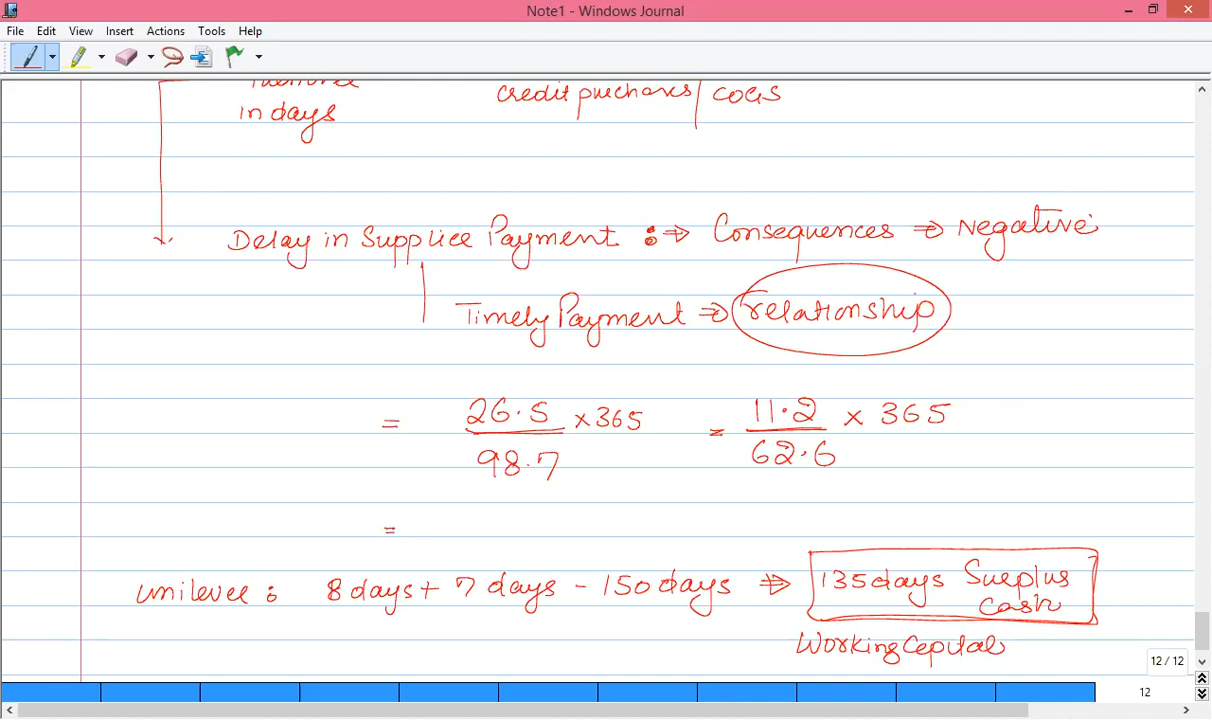 Note1 - Windows Journal
File Edit View Insert Actions Tools Help
in days
credit purchases | COGS
Delay in Supplier Payment :⇒ Consequences ⇒ Negative
Timely Payment ⇒ relationship
= 26.5 / 98.7 × 365 = 11.2 / 62.6 × 365
=
Unilever : 8 days + 7 days - 150 days ⇒ 135 days Surplus
Cash
Working Capital
12 / 12
12